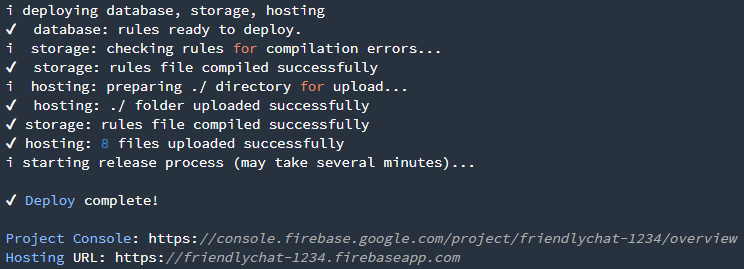 i deploying database, storage, hosting
✔  database: rules ready to deploy.
i  storage: checking rules for compilation errors...
✔  storage: rules file compiled successfully
i  hosting: preparing ./ directory for upload...
✔  hosting: ./ folder uploaded successfully
✔ storage: rules file compiled successfully
✔ hosting: 8 files uploaded successfully
i starting release process (may take several minutes)...
✔ Deploy complete!
Project Console: https://console.firebase.google.com/project/friendlychat-1234/overview
Hosting URL: https://friendlychat-1234.firebaseapp.com